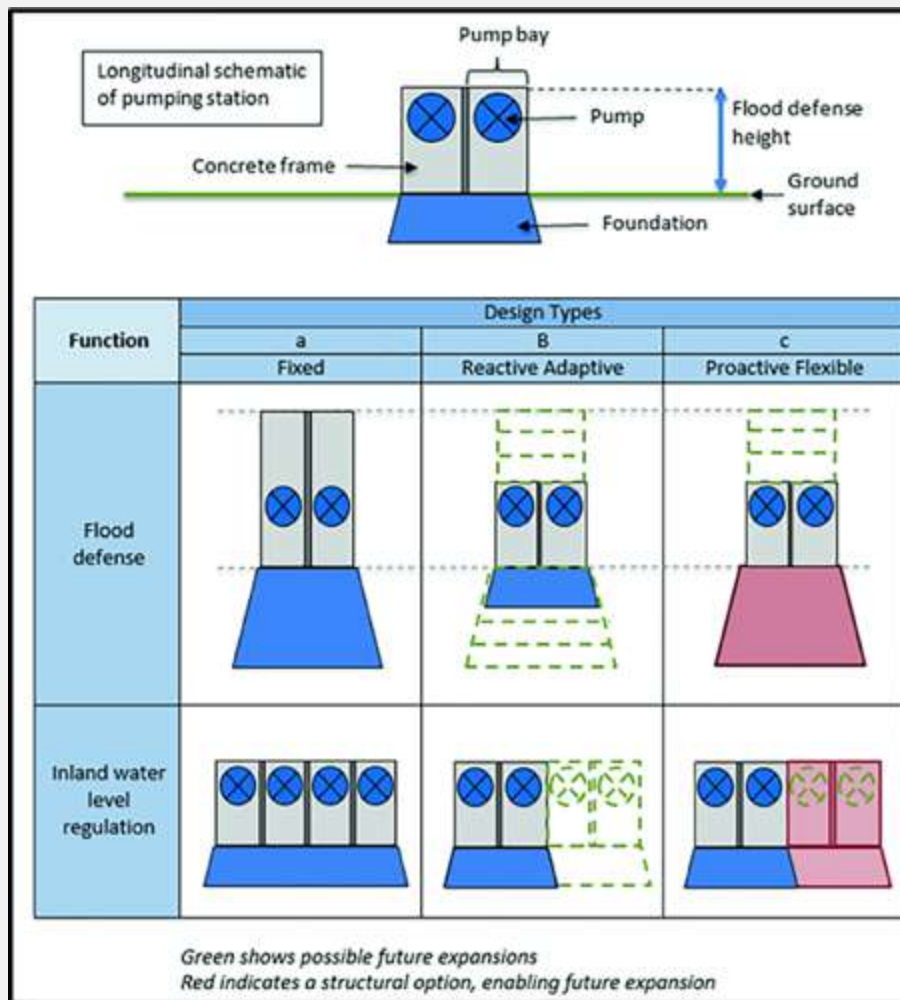 Pump bay
Longitudinal schematic
of pumping station
Pump
Flood defense
height
Concrete frame
Ground
surface
Foundation
Function
Design Types
a
B
c
Fixed
Reactive Adaptive
Proactive Flexible
Flood
defense
Inland water
level
regulation
Green shows possible future expansions
Red indicates a structural option, enabling future expansion